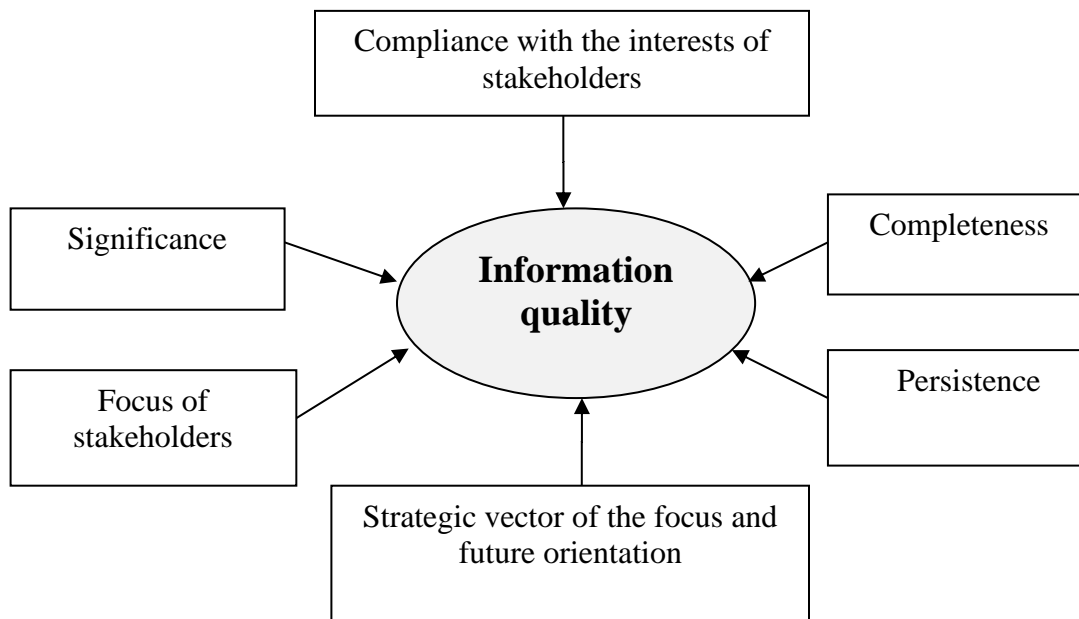 Compliance with the interests of
stakeholders
Significance
Completeness
Information
quality
Focus of
stakeholders
Persistence
Strategic vector of the focus and
future orientation